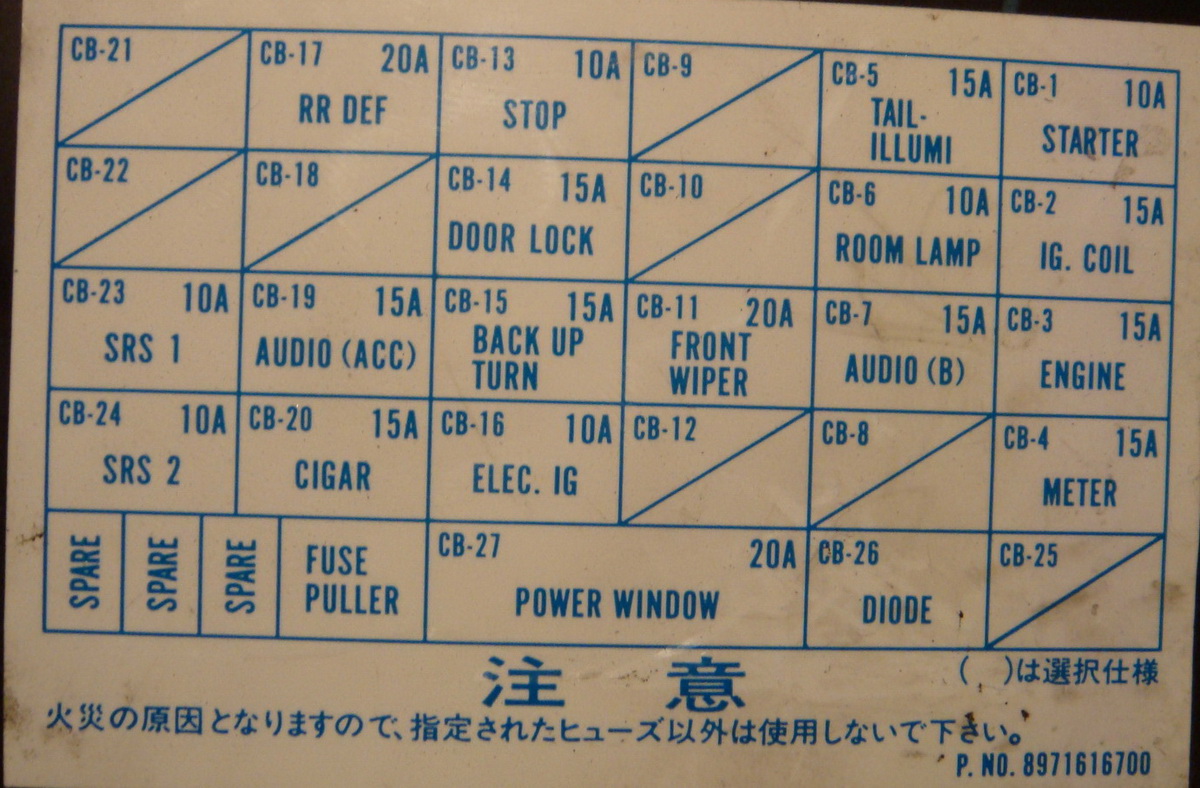 CB-21
CB-17 20A
RR DEF
CB-13 10A
STOP
CB-9
CB-5 15A
TAIL-
ILLUMI
CB-1 10A
STARTER
CB-22
CB-18
CB-14 15A
DOOR LOCK
CB-10
CB-6 10A
ROOM LAMP
CB-2 15A
IG. COIL
CB-23 10A
SRS 1
CB-19 15A
AUDIO (ACC)
CB-15 15A
BACK UP
TURN
CB-11 20A
FRONT
WIPER
CB-7 15A
AUDIO (B)
CB-3 15A
ENGINE
CB-24 10A
SRS 2
CB-20 15A
CIGAR
CB-16 10A
ELEC. IG
CB-12
CB-8
CB-4 15A
METER
SPARE
SPARE
SPARE
FUSE
PULLER
CB-27 20A
POWER WINDOW
CB-26
DIODE
CB-25
注 意
( )は選択仕様
火災の原因となりますので、指定されたヒューズ以外は使用しないで下さい。
P. NO. 8971616700